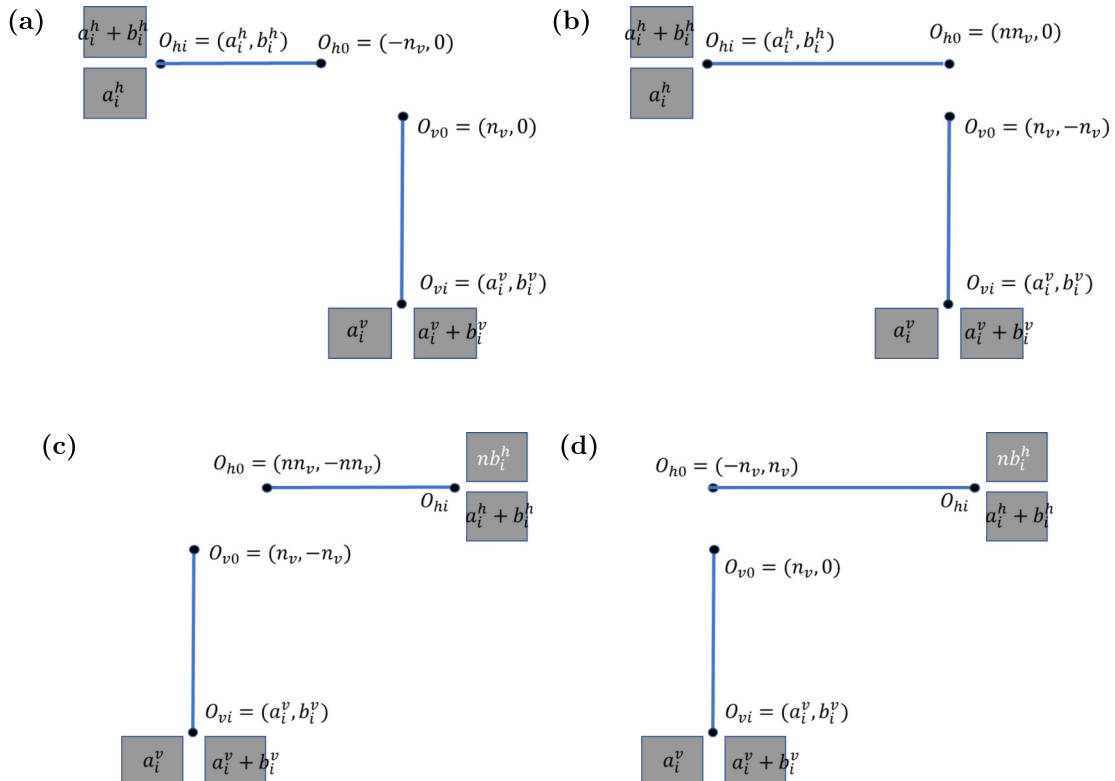 (a)
a_i^h + b_i^h
O_{hi} = (a_i^h, b_i^h)
O_{h0} = (-n_v, 0)
a_i^h
O_{v0} = (n_v, 0)
O_{vi} = (a_i^v, b_i^v)
a_i^v
a_i^v + b_i^v
(b)
a_i^h + b_i^h
O_{hi} = (a_i^h, b_i^h)
O_{h0} = (nn_v, 0)
a_i^h
O_{v0} = (n_v, -n_v)
O_{vi} = (a_i^v, b_i^v)
a_i^v
a_i^v + b_i^v
(c)
nb_i^h
O_{h0} = (nn_v, -nn_v)
O_{hi}
a_i^h + b_i^h
O_{v0} = (n_v, -n_v)
O_{vi} = (a_i^v, b_i^v)
a_i^v
a_i^v + b_i^v
(d)
nb_i^h
O_{h0} = (-n_v, n_v)
O_{hi}
a_i^h + b_i^h
O_{v0} = (n_v, 0)
O_{vi} = (a_i^v, b_i^v)
a_i^v
a_i^v + b_i^v